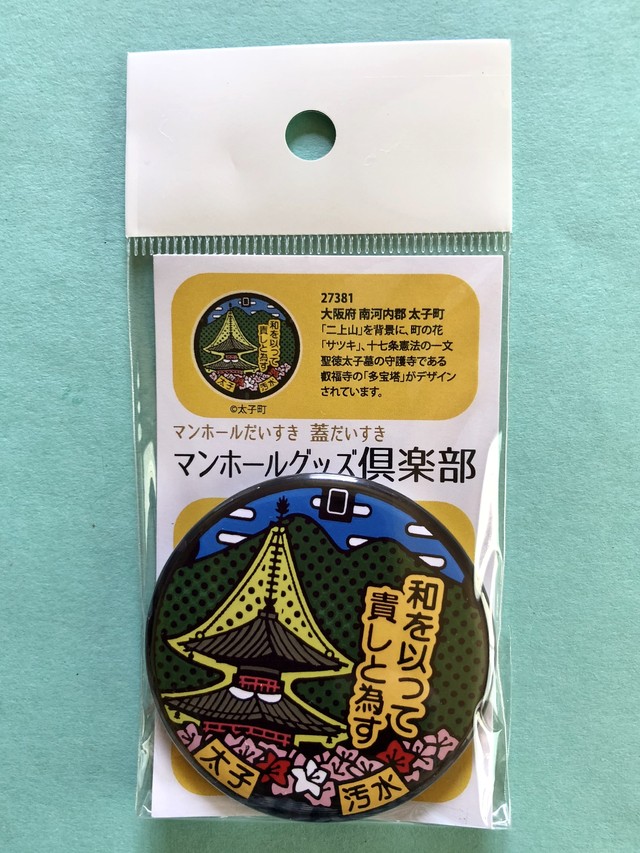 27381
大阪府 南河内郡 太子町
「二上山」を背景に、町の花
「サツキ」、十七条憲法の一文
聖徳太子墓の守護寺である
叡福寺の「多宝塔」がデザイン
されています。
和を以って
貴しと為す
太子
汚水
©太子町
マンホールだいすき 蓋だいすき
マンホールグッズ倶楽部
和を以って
貴しと為す
太子
汚水